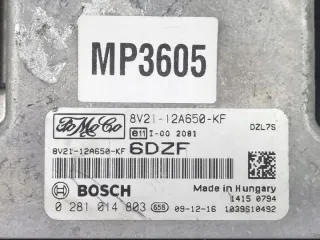 MP3605
FoMoCo 8V21-12A650-KF
e11 I-00 2081 DZL7S
8V21-12A650-KF 6DZF
BOSCH Made in Hungary
1415 0794
0 281 014 803 658 09-12-16 1039S10492